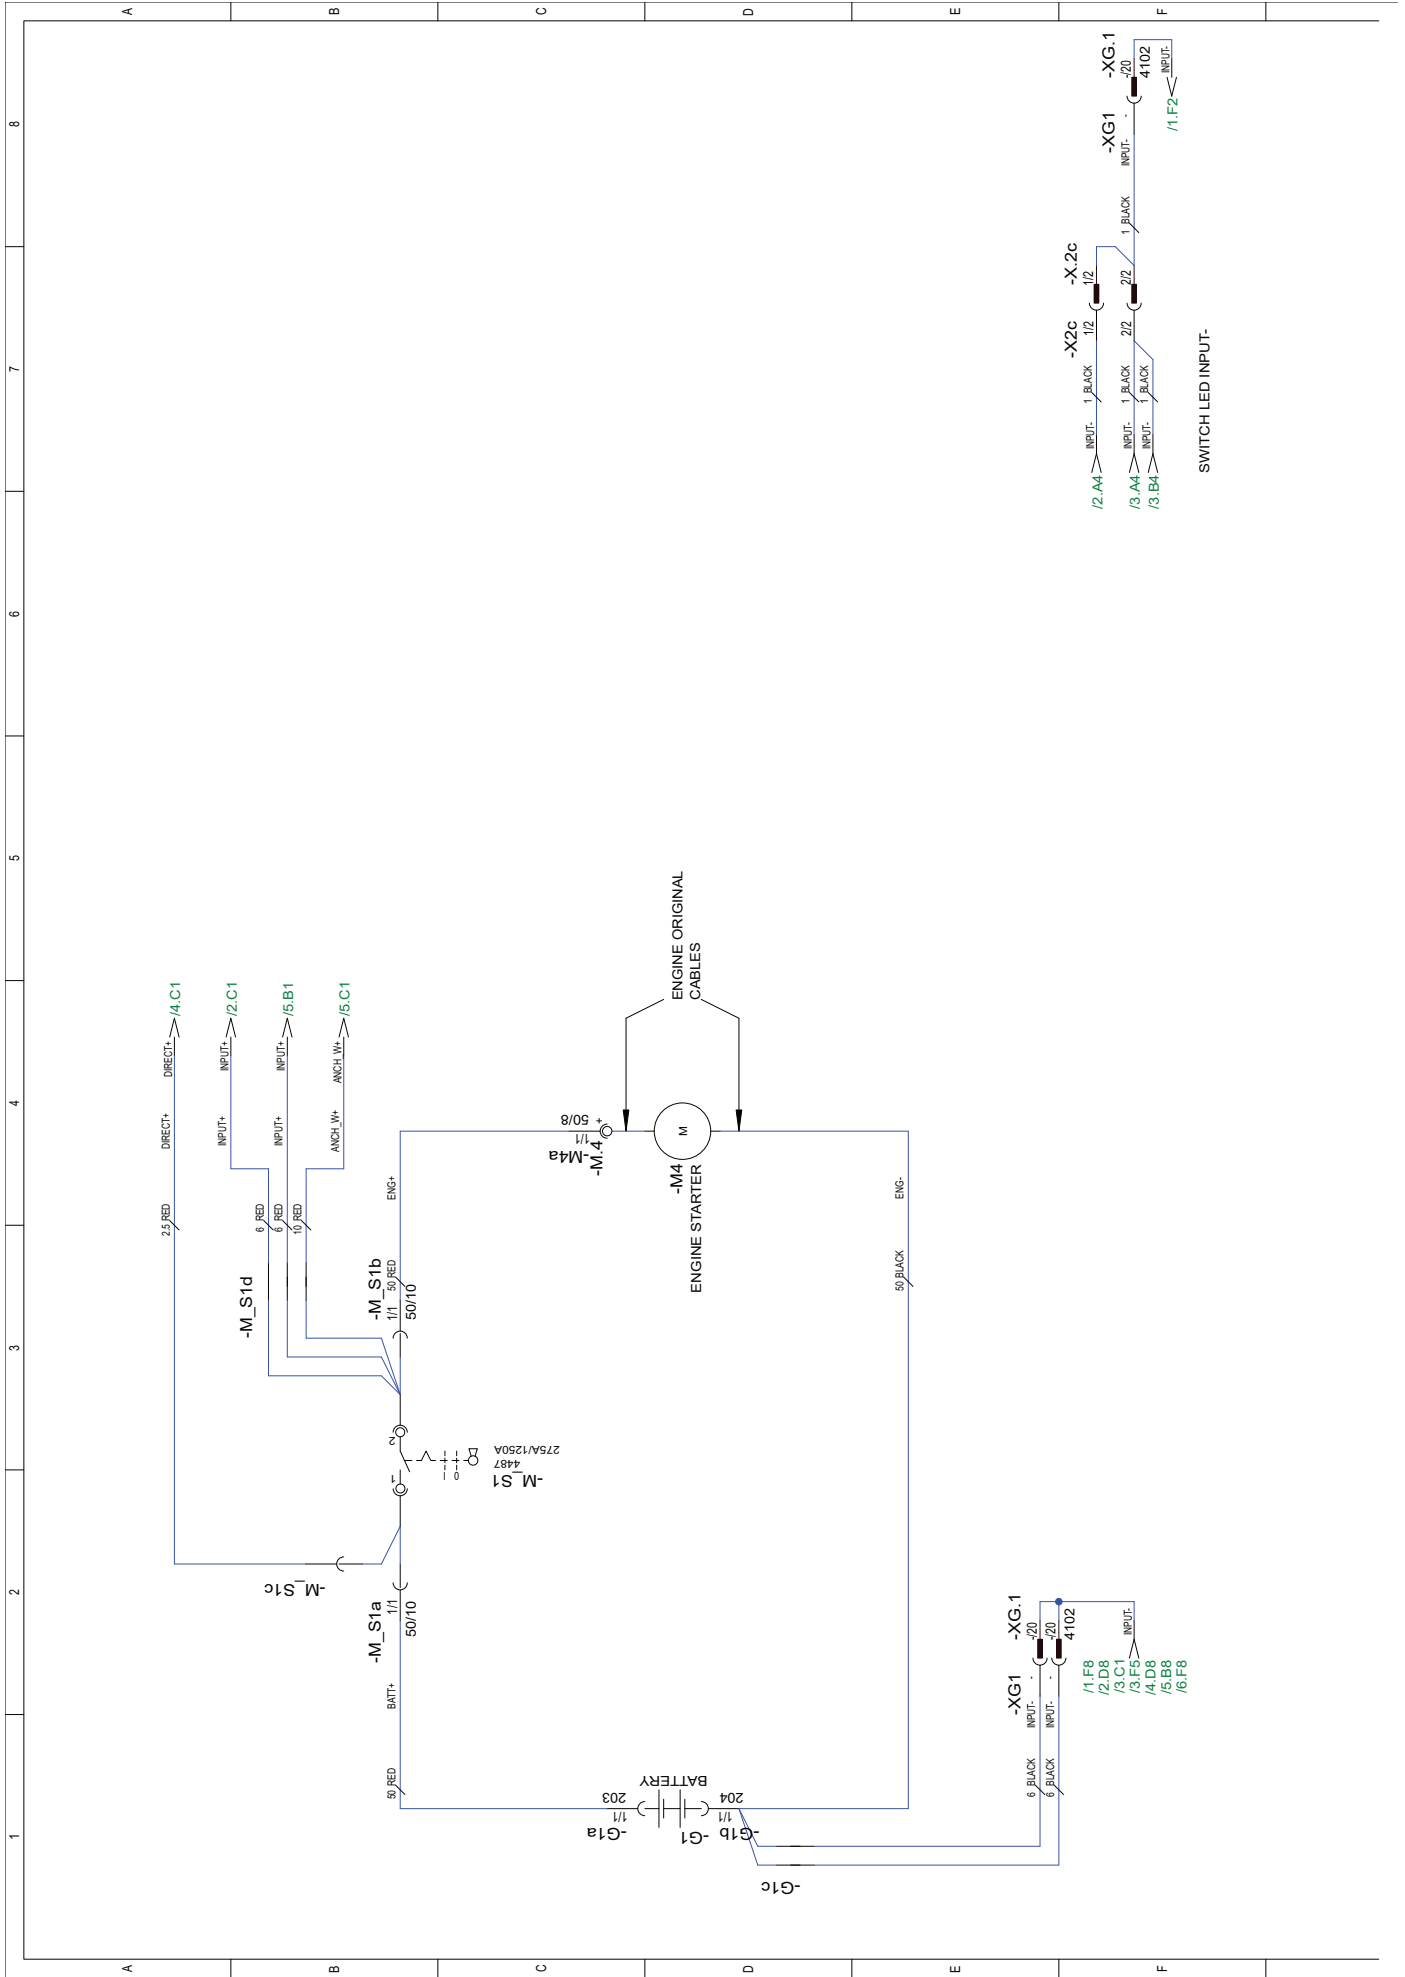 1
2
3
4
5
6
7
8
A
B
C
D
E
F
A
B
C
D
E
F
2.5 RED
DIRECT+
DIRECT+
/4.C1
-M_S1d
6 RED
INPUT+
INPUT+
/2.C1
6 RED
INPUT+
INPUT+
/5.B1
10 RED
ANCH_W+
ANCH_W+
/5.C1
-M_S1c
50 RED
BATT+
-M_S1a
1/1
50/10
1
2
I
0
-M_S1
4487
275A/1250A
-M_S1b
1/1
50/10
50 RED
ENG+
-M4a
-M.4
1/1
50/8
+
M
-M4
ENGINE STARTER
ENGINE ORIGINAL
CABLES
-G1a
1/1
203
-G1
BATTERY
-G1b
1/1
204
-G1c
50 BLACK
ENG-
-XG1
-XG.1
6 BLACK
INPUT-
-
-/20
6 BLACK
INPUT-
-
-/20
4102
INPUT-
/1.F8
/2.D8
/3.C1
/3.F5
/4.D8
/5.B8
/6.F8
-X2c
-X.2c
/2.A4
INPUT-
1 BLACK
1/2
1/2
/3.A4
INPUT-
1 BLACK
2/2
2/2
/3.B4
1 BLACK
1 BLACK
INPUT-
-XG1
-
-XG.1
-/20
4102
INPUT-
/1.F2
SWITCH LED INPUT-